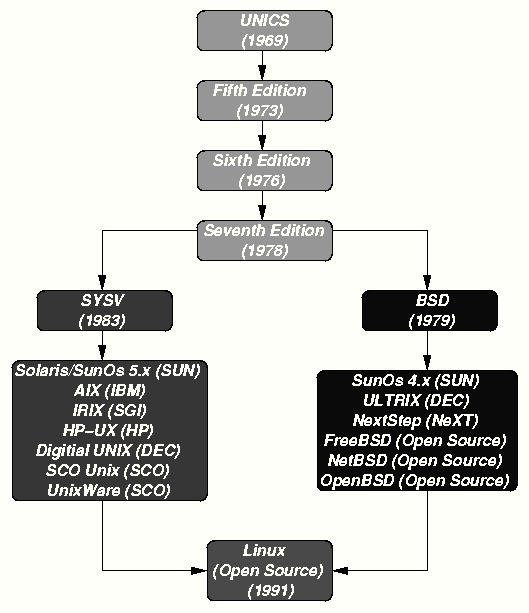 UNICS
(1969)
Fifth Edition
(1973)
Sixth Edition
(1976)
Seventh Edition
(1978)
SYSV
(1983)
BSD
(1979)
Solaris/SunOs 5.x (SUN)
AIX (IBM)
IRIX (SGI)
HP-UX (HP)
Digitial UNIX (DEC)
SCO Unix (SCO)
UnixWare (SCO)
SunOs 4.x (SUN)
ULTRIX (DEC)
NextStep (NeXT)
FreeBSD (Open Source)
NetBSD (Open Source)
OpenBSD (Open Source)
Linux
(Open Source)
(1991)